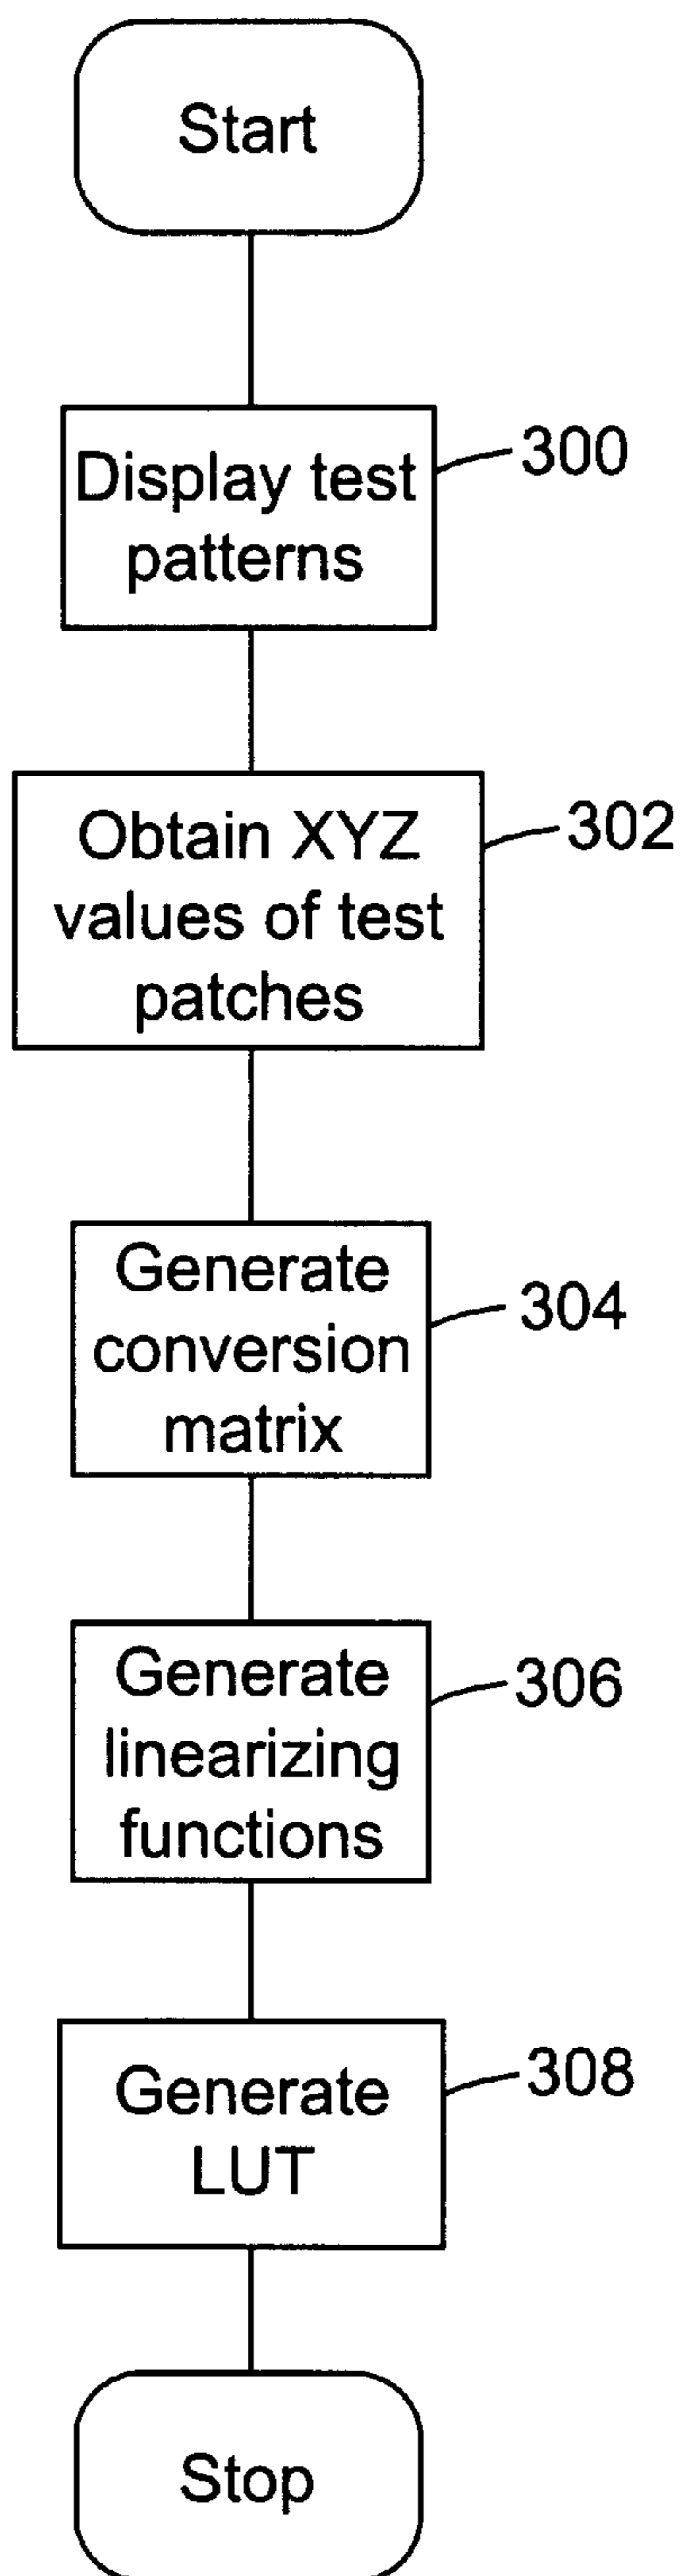 Start
Display test
300
patterns
Obtain XYZ
302
values of test
patches
Generate
304
conversion
matrix
Generate
306
linearizing
functions
Generate
308
LUT
Stop